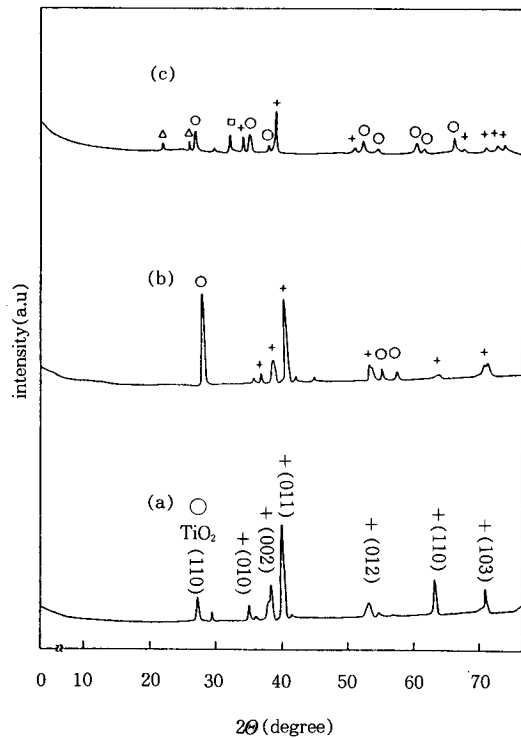 (c)
(b)
intensity(a.u)
(a)
TiO₂
(110)
+ (010)
+ (002)
+ (011)
+ (012)
+ (110)
+ (103)
0 10 20 30 40 50 60 70
2Θ (degree)